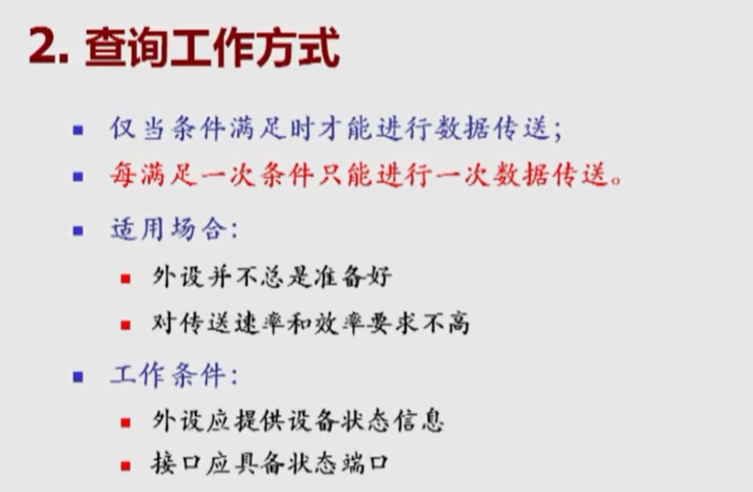 2. 查询工作方式
仅当条件满足时才能进行数据传送；
每满足一次条件只能进行一次数据传送。
适用场合：
外设并不总是准备好
对传送速率和效率要求不高
工作条件：
外设应提供设备状态信息
接口应具备状态端口